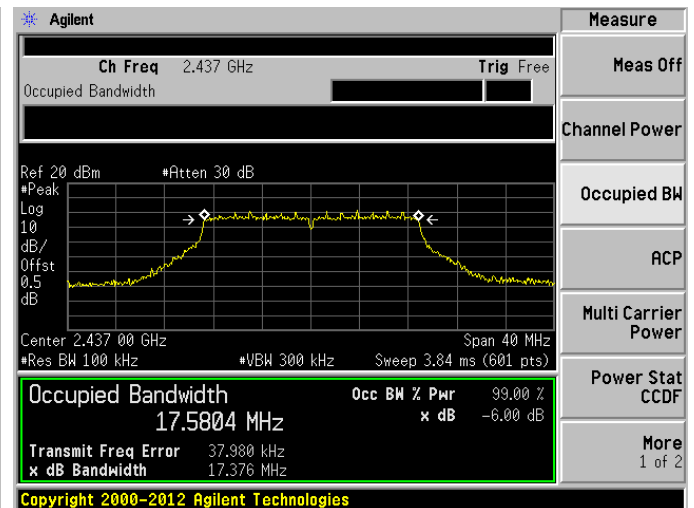 Agilent
Measure
Ch Freq 2.437 GHz Trig Free
Meas Off
Occupied Bandwidth
Channel Power
Ref 20 dBm #Atten 30 dB
#Peak
Log
10
dB/
Offst
0.5
dB
Occupied BW
ACP
Multi Carrier
Power
Center 2.437 00 GHz Span 40 MHz
#Res BW 100 kHz #VBW 300 kHz Sweep 3.84 ms (601 pts)
Power Stat
CCDF
Occupied Bandwidth Occ BW % Pwr 99.00 %
17.5804 MHz x dB -6.00 dB
Transmit Freq Error 37.980 kHz
x dB Bandwidth 17.376 MHz
More
1 of 2
Copyright 2000-2012 Agilent Technologies